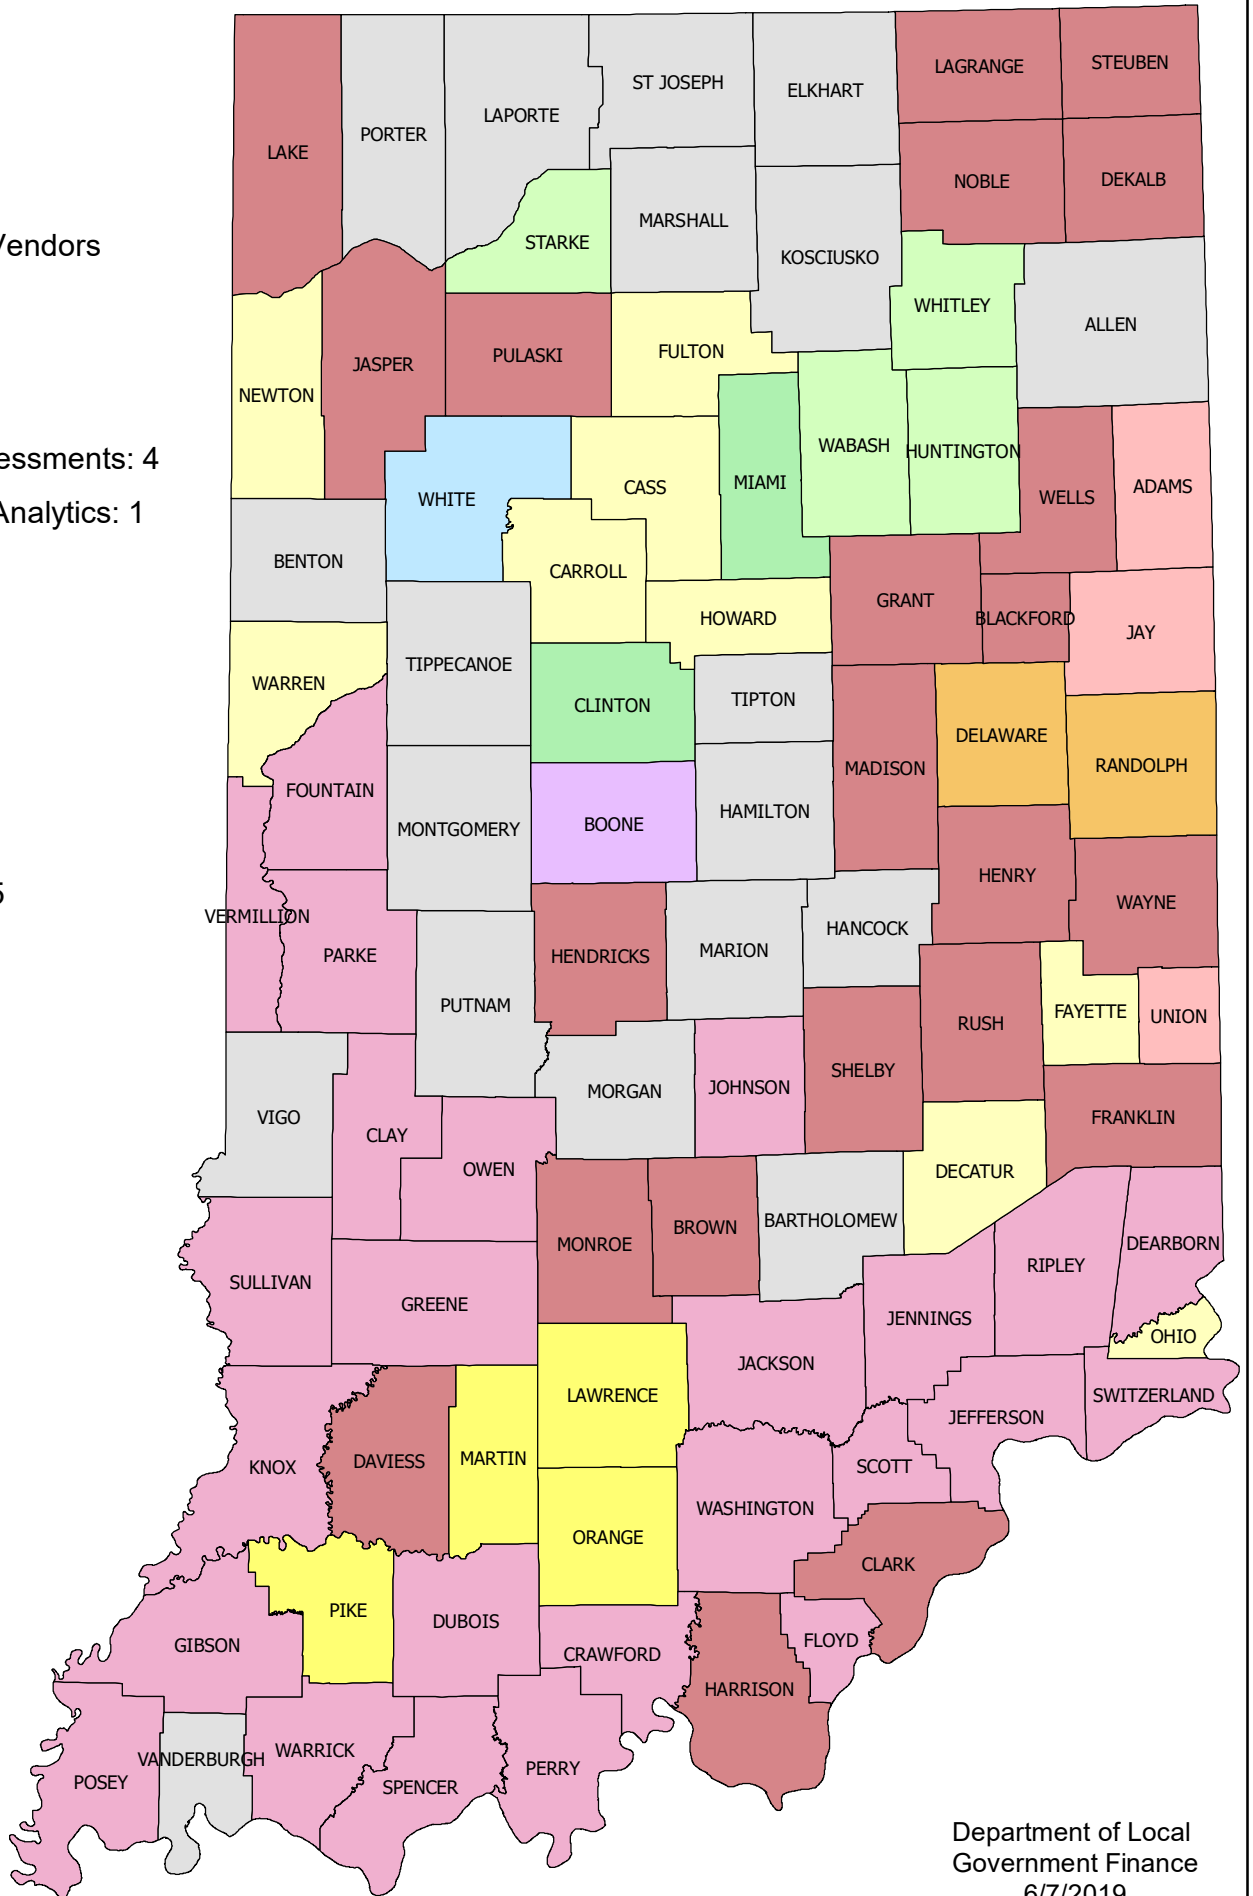 LAGRANGE
STEUBEN
ST JOSEPH
ELKHART
LAPORTE
PORTER
LAKE
NOBLE
DEKALB
MARSHALL
STARKE
Vendors
KOSCIUSKO
WHITLEY
ALLEN
FULTON
PULASKI
JASPER
NEWTON
WABASH
HUNTINGTON
essments: 4
CASS
MIAMI
ADAMS
WHITE
WELLS
Analytics: 1
BENTON
CARROLL
GRANT
HOWARD
BLACKFORD
JAY
TIPPECANOE
WARREN
TIPTON
CLINTON
DELAWARE
RANDOLPH
MADISON
FOUNTAIN
HAMILTON
BOONE
MONTGOMERY
HENRY
5
WAYNE
VERMILLION
HANCOCK
PARKE
HENDRICKS
MARION
PUTNAM
FAYETTE
UNION
RUSH
SHELBY
MORGAN
JOHNSON
VIGO
FRANKLIN
CLAY
OWEN
DECATUR
BARTHOLOMEW
BROWN
MONROE
DEARBORN
RIPLEY
SULLIVAN
GREENE
JENNINGS
OHIO
JACKSON
LAWRENCE
SWITZERLAND
JEFFERSON
DAVIESS
MARTIN
KNOX
SCOTT
WASHINGTON
ORANGE
CLARK
PIKE
DUBOIS
GIBSON
FLOYD
CRAWFORD
HARRISON
WARRICK
VANDERBURGH
PERRY
POSEY
SPENCER
Department of Local
Government Finance
6/7/2019